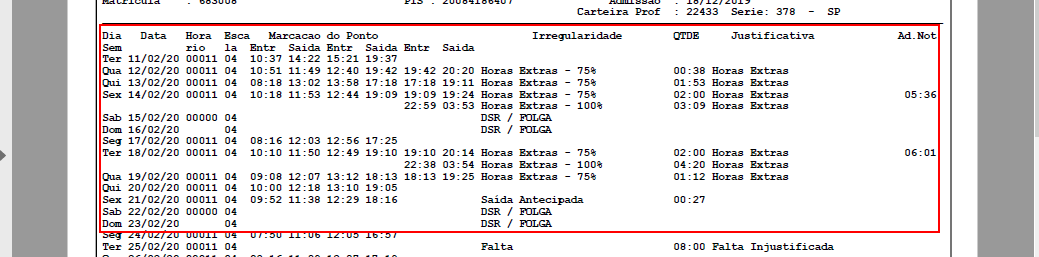 Matricula : 683008 PIS : 20084186407 Admissao : 18/12/2019
Carteira Prof : 22433 Serie: 378 - SP
Dia Data Hora Esca Marcacao do Ponto Irregularidade QTDE Justificativa Ad.Not
Sem rio la Entr Saida Entr Saida Entr Saida
Ter 11/02/20 00011 04 10:37 14:22 15:21 19:37
Qua 12/02/20 00011 04 10:51 11:49 12:40 19:42 19:42 20:20 Horas Extras - 75% 00:38 Horas Extras
Qui 13/02/20 00011 04 08:18 13:02 13:58 17:18 17:18 19:11 Horas Extras - 75% 01:53 Horas Extras
Sex 14/02/20 00011 04 10:18 11:53 12:44 19:09 19:09 19:24 Horas Extras - 75% 02:00 Horas Extras 05:36
22:59 03:53 Horas Extras - 100% 03:09 Horas Extras
Sab 15/02/20 00000 04 DSR / FOLGA
Dom 16/02/20 04 DSR / FOLGA
Seg 17/02/20 00011 04 08:16 12:03 12:56 17:25
Ter 18/02/20 00011 04 10:10 11:50 12:49 19:10 19:10 20:14 Horas Extras - 75% 02:00 Horas Extras 06:01
22:38 03:54 Horas Extras - 100% 04:20 Horas Extras
Qua 19/02/20 00011 04 09:08 12:07 13:12 18:13 18:13 19:25 Horas Extras - 75% 01:12 Horas Extras
Qui 20/02/20 00011 04 10:00 12:18 13:10 19:05
Sex 21/02/20 00011 04 09:52 11:38 12:29 18:16 Saída Antecipada 00:27
Sab 22/02/20 00000 04 DSR / FOLGA
Dom 23/02/20 04 DSR / FOLGA
Seg 24/02/20 00011 04 07:50 11:06 12:05 16:57
Ter 25/02/20 00011 04 Falta 08:00 Falta Injustificada